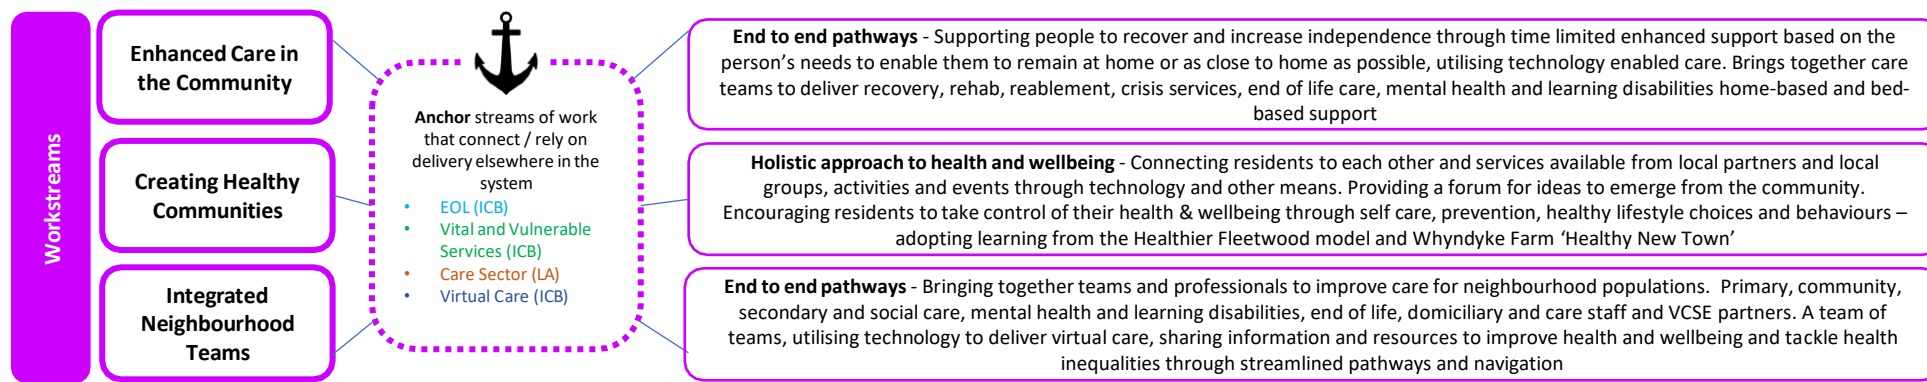 Workstreams
Enhanced Care in
the Community
Creating Healthy
Communities
Integrated
Neighbourhood
Teams
Anchor streams of work
that connect / rely on
delivery elsewhere in the
system
• EOL (ICB)
• Vital and Vulnerable
Services (ICB)
• Care Sector (LA)
• Virtual Care (ICB)
End to end pathways - Supporting people to recover and increase independence through time limited enhanced support based on the
person's needs to enable them to remain at home or as close to home as possible, utilising technology enabled care. Brings together care
teams to deliver recovery, rehab, reablement, crisis services, end of life care, mental health and learning disabilities home-based and bed-
based support
Holistic approach to health and wellbeing - Connecting residents to each other and services available from local partners and local
groups, activities and events through technology and other means. Providing a forum for ideas to emerge from the community.
Encouraging residents to take control of their health & wellbeing through self care, prevention, healthy lifestyle choices and behaviours –
adopting learning from the Healthier Fleetwood model and Whyndyke Farm 'Healthy New Town'
End to end pathways - Bringing together teams and professionals to improve care for neighbourhood populations. Primary, community,
secondary and social care, mental health and learning disabilities, end of life, domiciliary and care staff and VCSE partners. A team of
teams, utilising technology to deliver virtual care, sharing information and resources to improve health and wellbeing and tackle health
inequalities through streamlined pathways and navigation